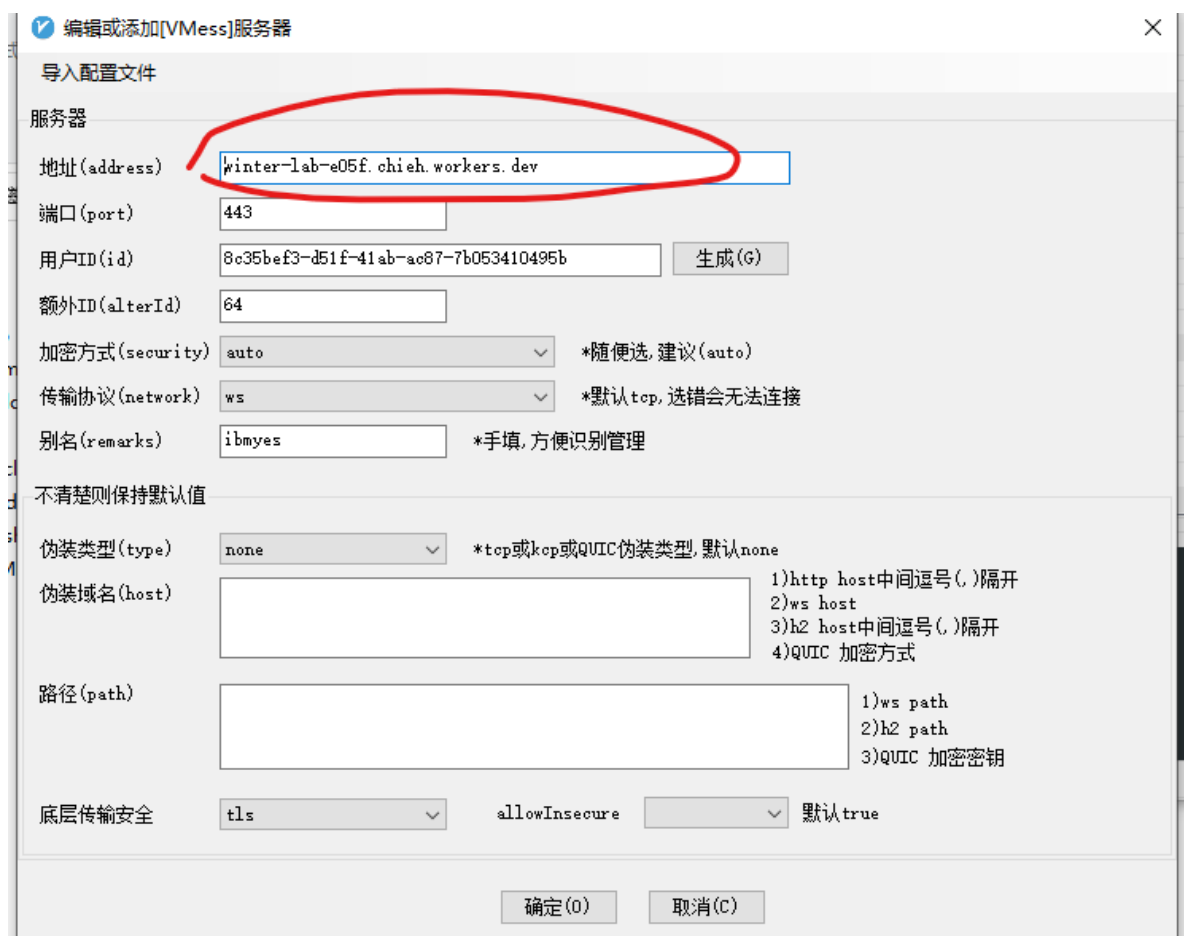 编辑或添加[VMess]服务器
导入配置文件
服务器
地址(address) winter-lab-e05f.chieh.workers.dev
端口(port) 443
用户ID(id) 8c35bef3-d51f-41ab-ac87-7b053410495b 生成(G)
额外ID(alterId) 64
加密方式(security) auto *随便选,建议(auto)
传输协议(network) ws *默认tcp,选错会无法连接
别名(remarks) ibmyes *手填,方便识别管理
不清楚则保持默认值
伪装类型(type) none *tcp或kcp或QUIC伪装类型,默认none
伪装域名(host)
1)http host中间逗号(,)隔开
2)ws host
3)h2 host中间逗号(,)隔开
4)QUIC 加密方式
路径(path)
1)ws path
2)h2 path
3)QUIC 加密密钥
底层传输安全 tls allowInsecure 默认true
确定(O) 取消(C)